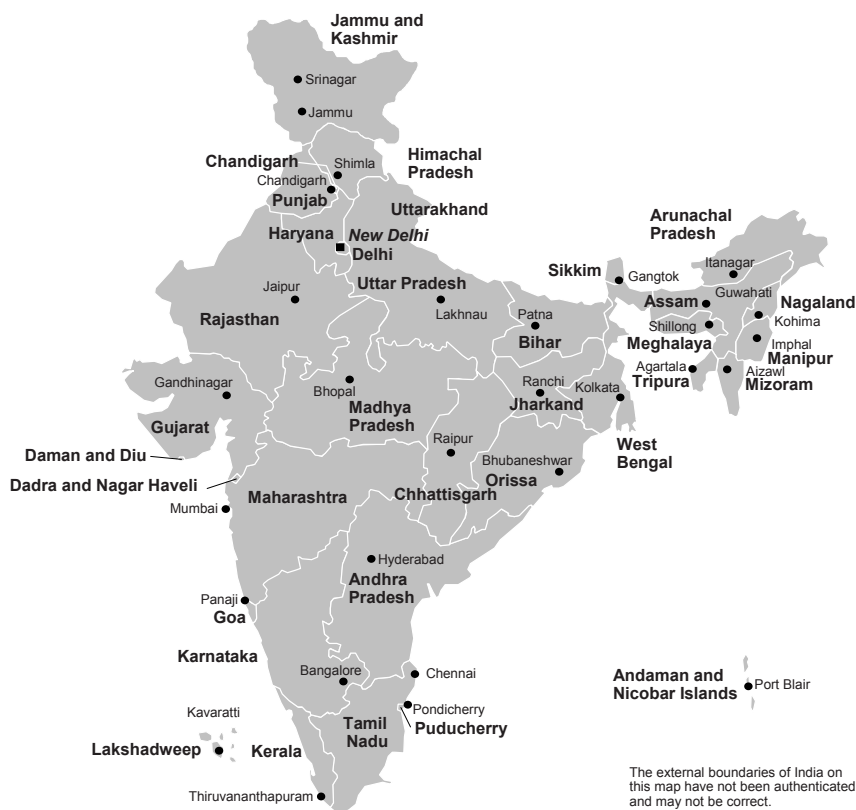 Jammu and
Kashmir
Srinagar
Jammu
Chandigarh
Shimla
Himachal
Pradesh
Chandigarh
Punjab
Uttarakhand
Haryana
New Delhi
Delhi
Arunachal
Pradesh
Itanagar
Sikkim
Gangtok
Jaipur
Uttar Pradesh
Lakhnau
Rajasthan
Patna
Bihar
Assam
Guwahati
Nagaland
Shillong
Kohima
Meghalaya
Imphal
Manipur
Agartala
Aizawl
Tripura
Mizoram
Gandhinagar
Bhopal
Ranchi
Kolkata
Jharkand
Madhya
Pradesh
Gujarat
Raipur
West
Bengal
Daman and Diu
Bhubaneshwar
Orissa
Dadra and Nagar Haveli
Maharashtra
Chhattisgarh
Mumbai
Hyderabad
Andhra
Pradesh
Panaji
Goa
Karnataka
Bangalore
Chennai
Andaman and
Nicobar Islands
Port Blair
Pondicherry
Puducherry
Kavaratti
Tamil
Nadu
Lakshadweep
Kerala
Thiruvananthapuram
The external boundaries of India on
this map have not been authenticated
and may not be correct.